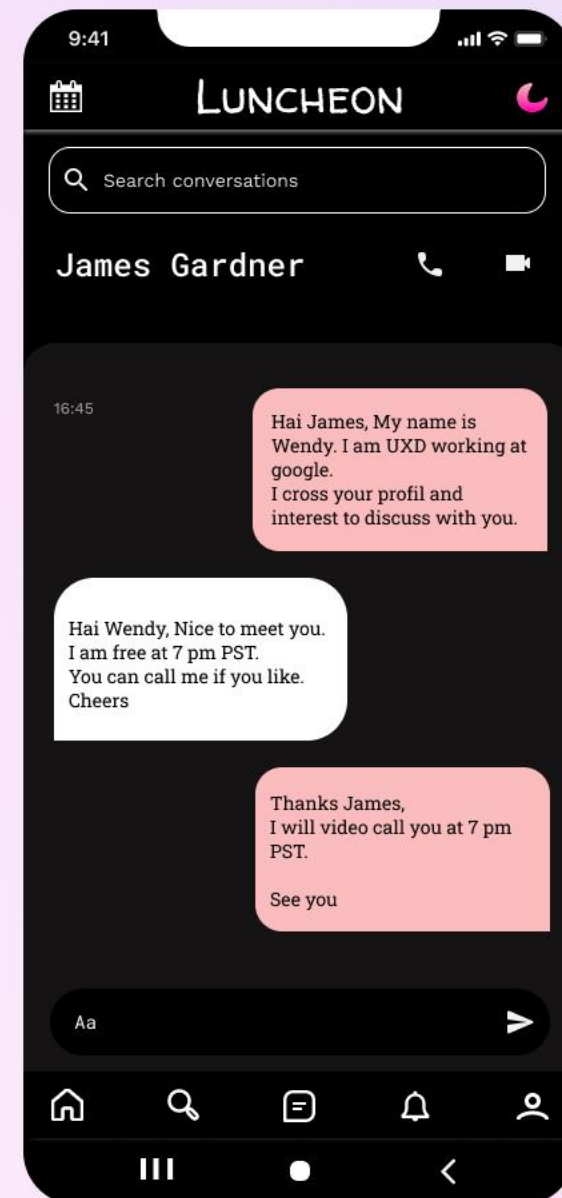 9:41
LUNCHEON
Search conversations
James Gardner
16:45
Hai James, My name is
Wendy. I am UXD working at
google.
I cross your profil and
interest to discuss with you.
Hai Wendy, Nice to meet you.
I am free at 7 pm PST.
You can call me if you like.
Cheers
Thanks James,
I will video call you at 7 pm
PST.
See you
Aa